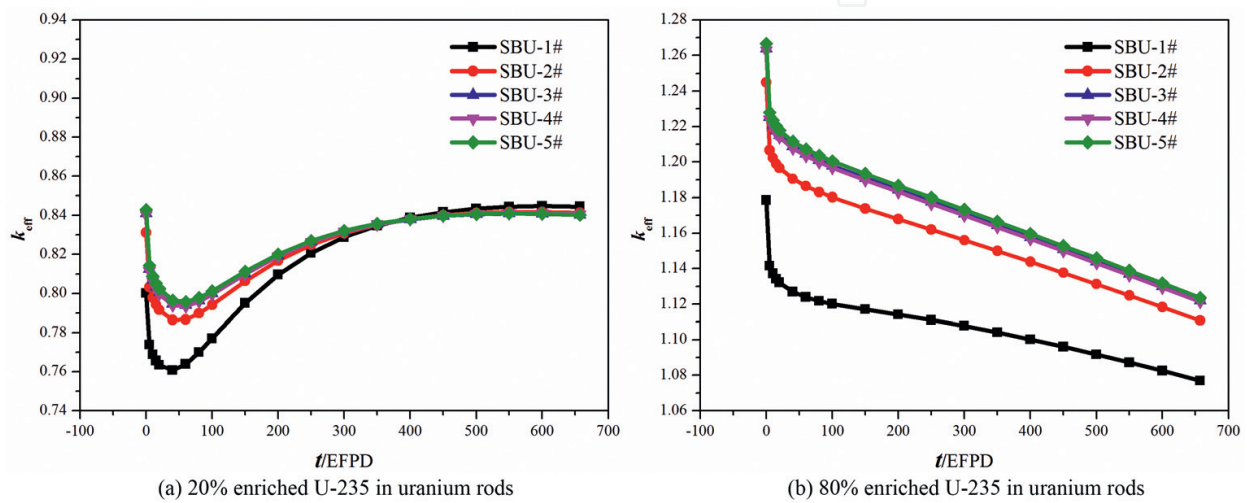 0.94
0.92
0.90
0.88
0.86
0.84
0.82
0.80
0.78
0.76
0.74
k_eff
-100 0 100 200 300 400 500 600 700
t/EFPD
SBU-1#
SBU-2#
SBU-3#
SBU-4#
SBU-5#
(a) 20% enriched U-235 in uranium rods
1.28
1.26
1.24
1.22
1.20
1.18
1.16
1.14
1.12
1.10
1.08
1.06
k_eff
-100 0 100 200 300 400 500 600 700
t/EFPD
SBU-1#
SBU-2#
SBU-3#
SBU-4#
SBU-5#
(b) 80% enriched U-235 in uranium rods